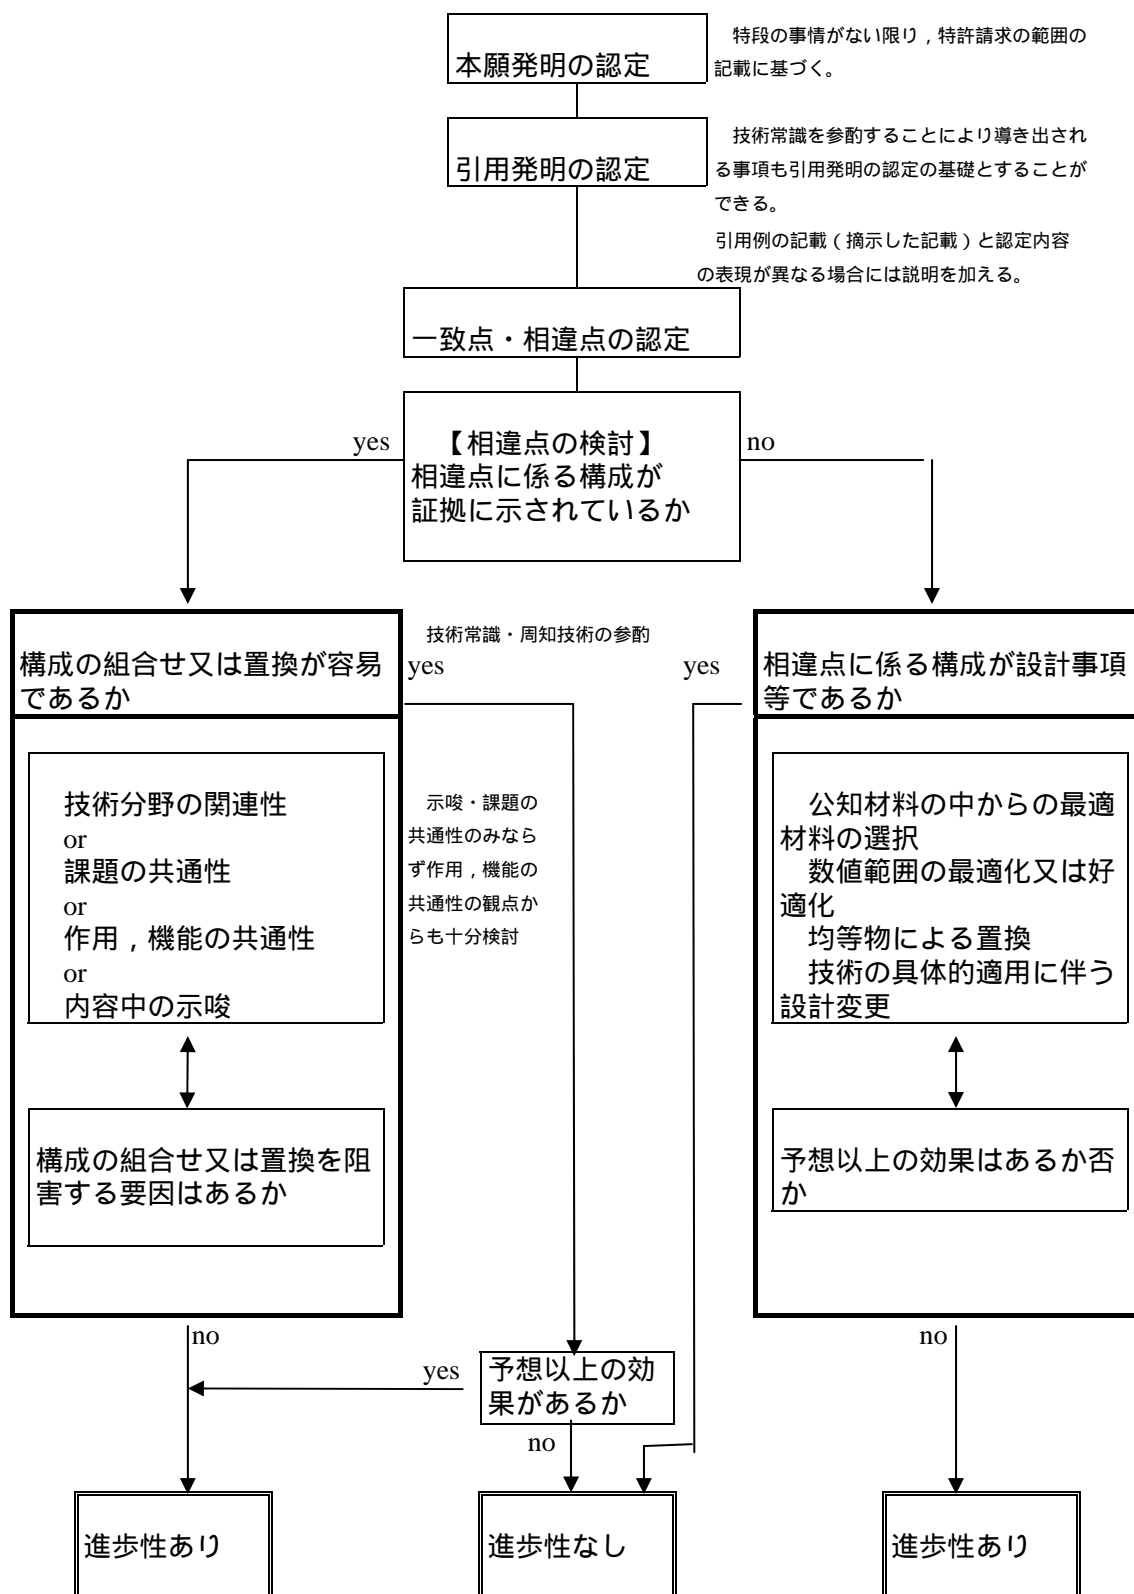 本願発明の認定
特段の事情がない限り，特許請求の範囲の
記載に基づく。
引用発明の認定
技術常識を参酌することにより導き出され
る事項も引用発明の認定の基礎とすることが
できる。
引用例の記載（摘示した記載）と認定内容
の表現が異なる場合には説明を加える。
一致点・相違点の認定
yes
【相違点の検討】
相違点に係る構成が
証拠に示されているか
no
構成の組合せ又は置換が容易
であるか
技術常識・周知技術の参酌
yes
yes
相違点に係る構成が設計事項
等であるか
技術分野の関連性
or
課題の共通性
or
作用，機能の共通性
or
内容中の示唆
示唆・課題の
共通性のみなら
ず作用，機能の
共通性の観点か
らも十分検討
公知材料の中からの最適
材料の選択
数値範囲の最適化又は好
適化
均等物による置換
技術の具体的適用に伴う
設計変更
構成の組合せ又は置換を阻
害する要因はあるか
予想以上の効果はあるか否
か
no
yes
予想以上の効
果があるか
no
no
進歩性あり
進歩性なし
進歩性あり